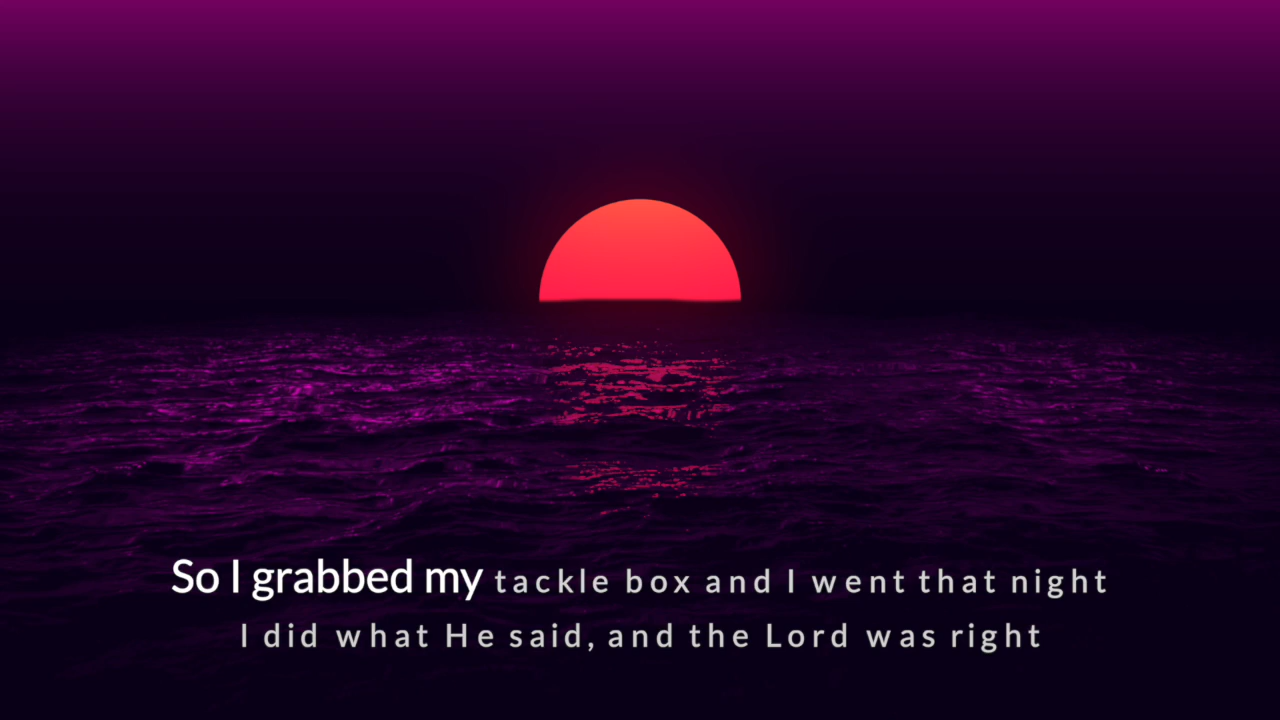 So I grabbed my tackle box and I went that night
I did what He said, and the Lord was right